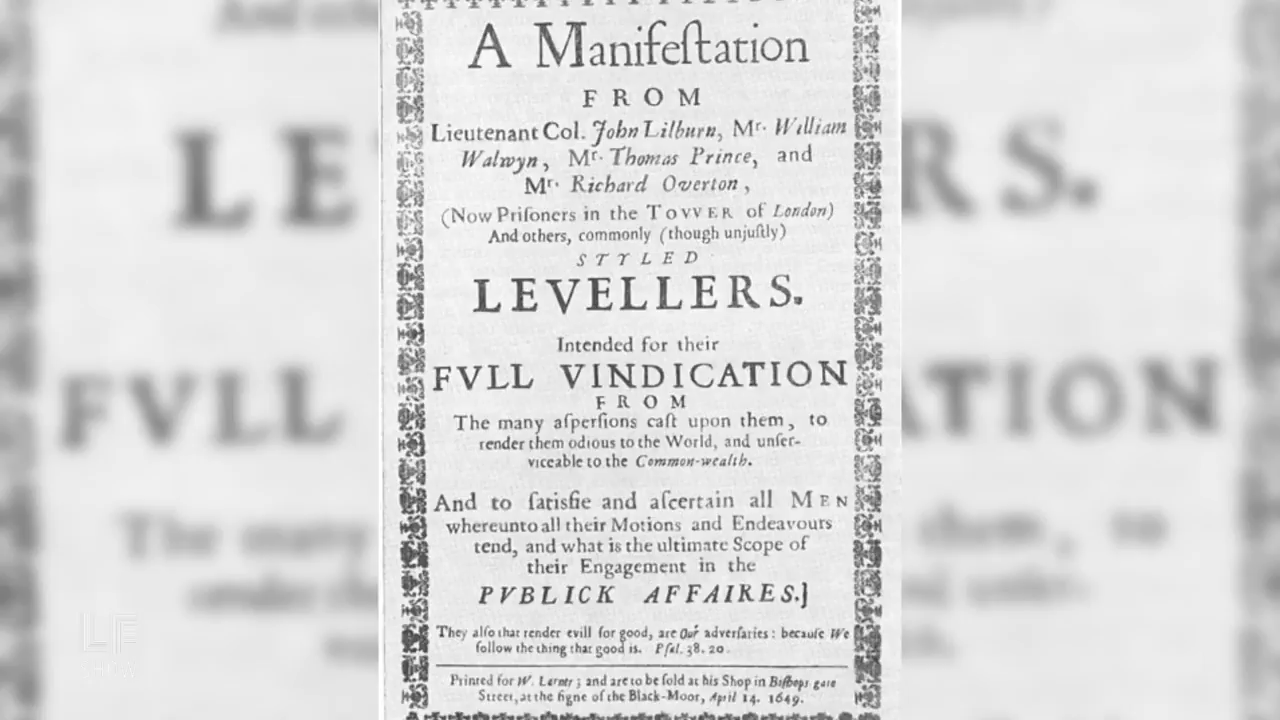 A Manifeſtation
FROM
Lieutenant Col. John Lilburn, Mr. William
Walwyn, Mr. Thomas Prince, and
Mr. Richard Overton,
(Now Priſoners in the TOVVER of London)
And others, commonly (though unjuſtly)
STYLED
LEVELLERS.
Intended for their
FVLL VINDICATION
FROM
The many aſperſions caſt upon them, to
render them odious to the World, and unſer-
viceable to the Common-wealth.
And to ſatisfie and aſcertain all MEN
whereunto all their Motions and Endeavours
tend, and what is the ultimate Scope of
their Engagement in the
PVBLICK AFFAIRES.]
They alſo that render evill for good, are Our adverſaries: becauſe We
follow the thing that good is. Pſal. 38. 20.
Printed for W. Larner; and are to be ſold at his Shop in Biſhops gate
Street, at the ſigne of the Black-Moor, April 14. 1649.
LF